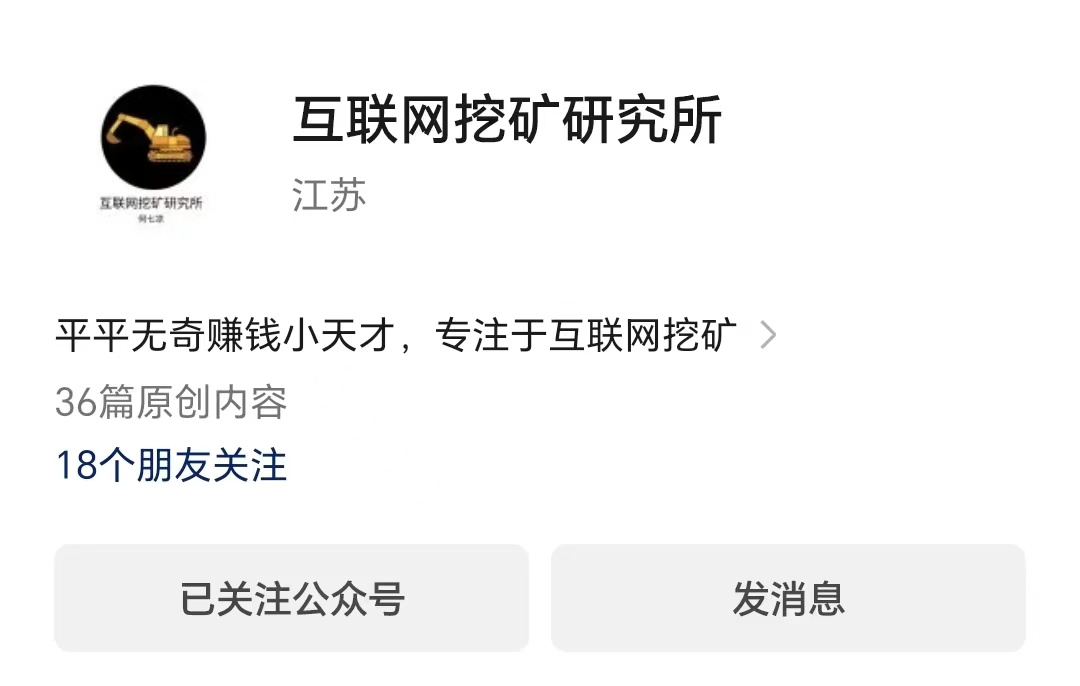 互联网挖矿研究所
江苏
互联网挖矿研究所
何七凉
平平无奇赚钱小天才，专注于互联网挖矿
36篇原创内容
18个朋友关注
已关注公众号
发消息